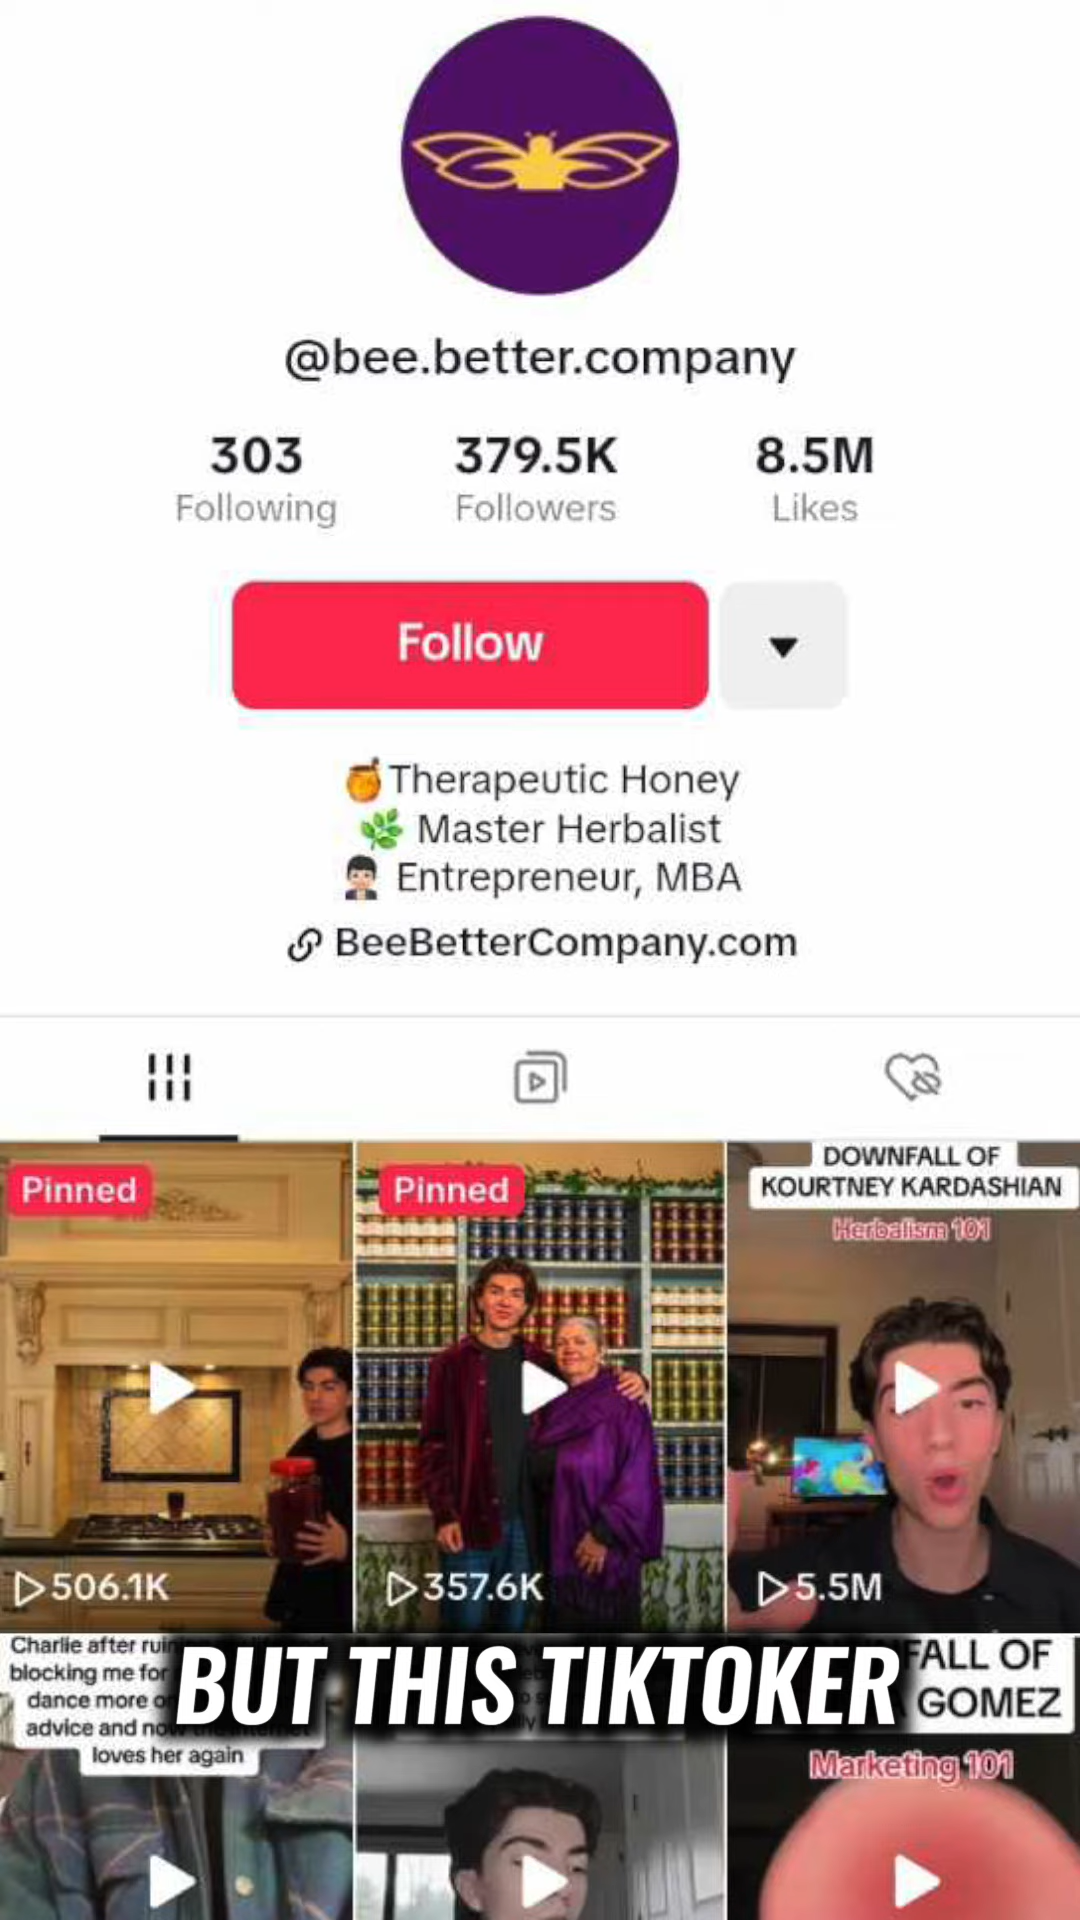 @bee.better.company
303
Following
379.5K
Followers
8.5M
Likes
Follow
Therapeutic Honey
Master Herbalist
Entrepreneur, MBA
BeeBetterCompany.com
Pinned
506.1K
Pinned
357.6K
DOWNFALL OF
KOURTNEY KARDASHIAN
Herbalism 101
5.5M
Charlie after
blocking me for
dance more
advice and
loves her again
BUT THIS TIKTOKER
FALL OF
GOMEZ
Marketing 101